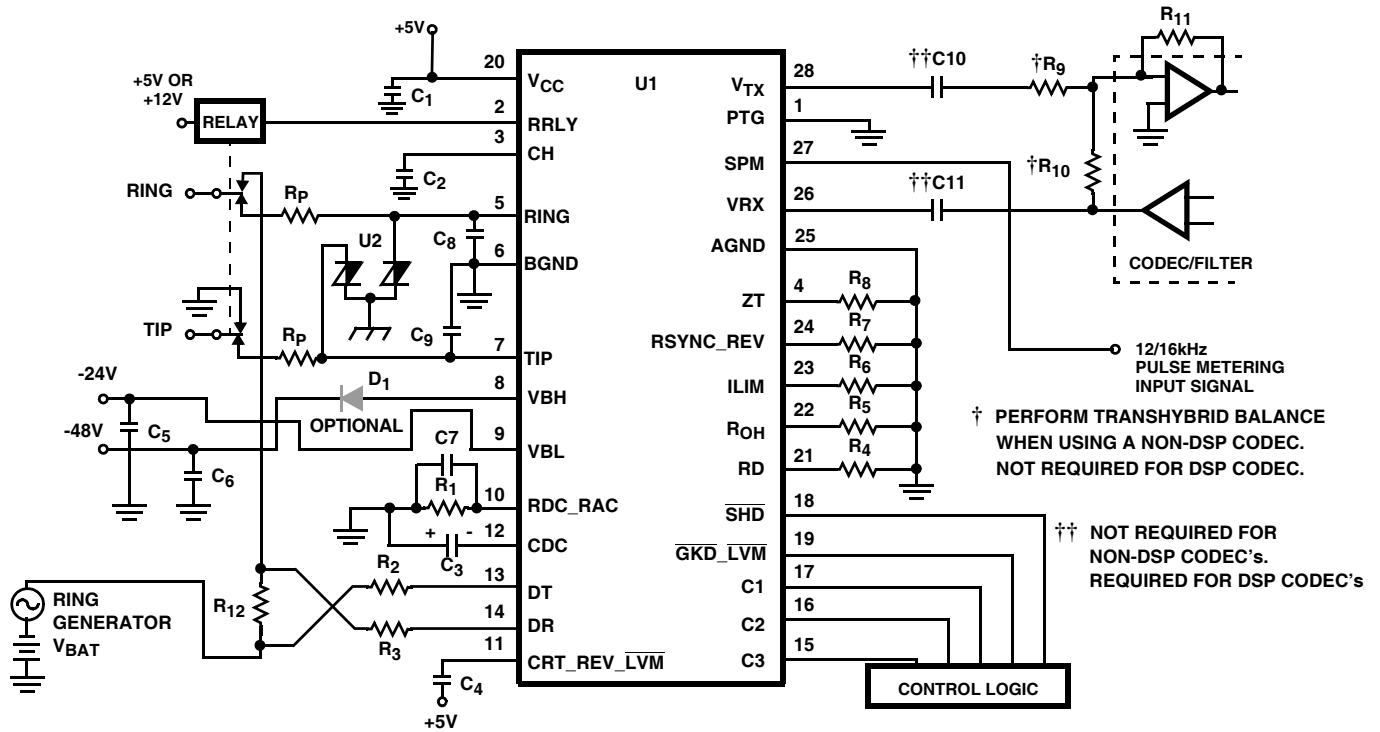 +5V
+5V OR
+12V
RELAY
RING
TIP
-24V
-48V
RING
GENERATOR
VBAT
C1
C2
RP
U2
C8
C9
RP
D1
OPTIONAL
C5
C6
C7
R1
+ -
C3
R2
R12
R3
C4
+5V
U1
20 VCC
2 RRLY
3 CH
5 RING
6 BGND
7 TIP
8 VBH
9 VBL
10 RDC_RAC
12 CDC
13 DT
14 DR
11 CRT_REV_LVM
VTX 28
PTG 1
SPM 27
VRX 26
AGND 25
ZT 4
RSYNC_REV 24
ILIM 23
ROH 22
RD 21
SHD 18
GKD_LVM 19
C1 17
C2 16
C3 15
††C10
†R9
R11
†R10
††C11
CODEC/FILTER
R8
R7
R6
R5
R4
12/16kHz
PULSE METERING
INPUT SIGNAL
† PERFORM TRANSHYBRID BALANCE
WHEN USING A NON-DSP CODEC.
NOT REQUIRED FOR DSP CODEC.
†† NOT REQUIRED FOR
NON-DSP CODEC's.
REQUIRED FOR DSP CODEC's
CONTROL LOGIC